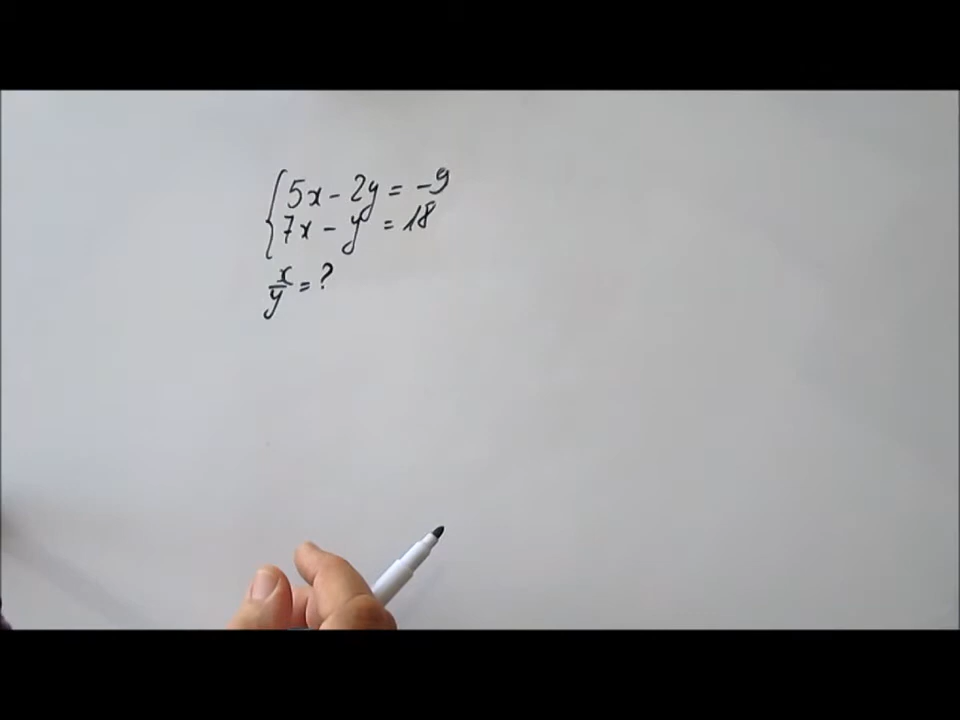 5x - 2y = -9
7x - y = 18
x/y = ?